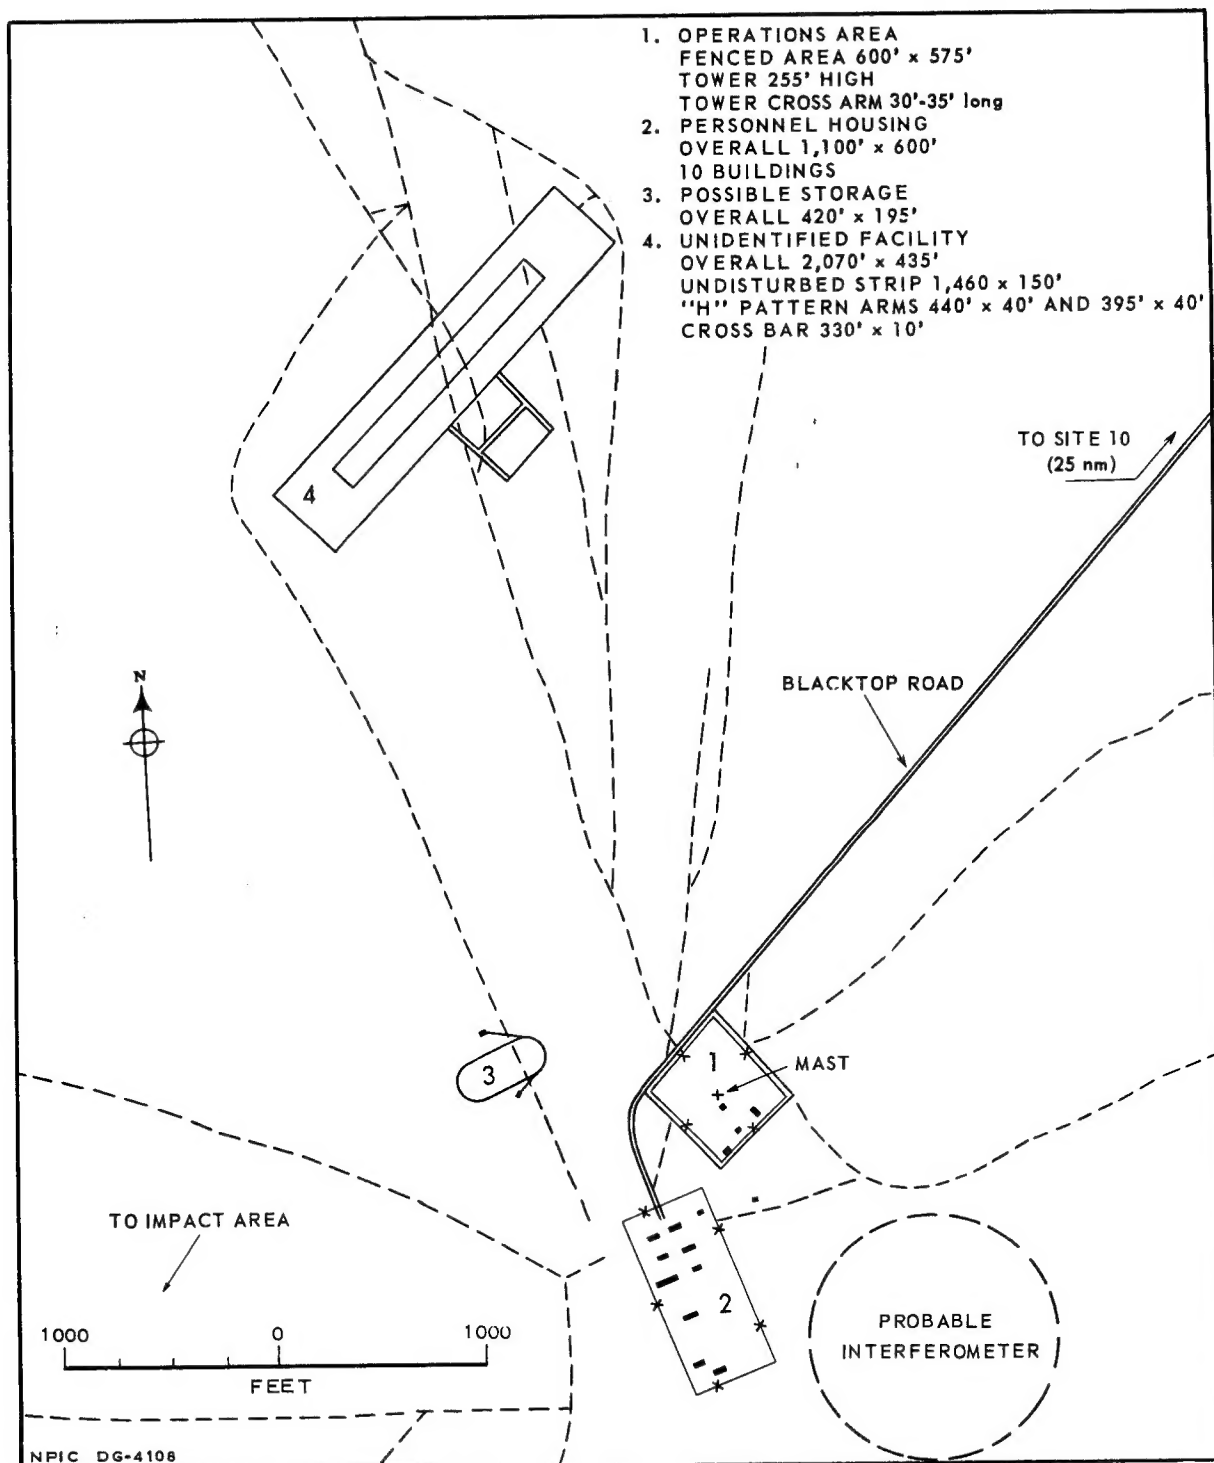 1. OPERATIONS AREA
FENCED AREA 600' x 575'
TOWER 255' HIGH
TOWER CROSS ARM 30'-35' long
2. PERSONNEL HOUSING
OVERALL 1,100' x 600'
10 BUILDINGS
3. POSSIBLE STORAGE
OVERALL 420' x 195'
4. UNIDENTIFIED FACILITY
OVERALL 2,070' x 435'
UNDISTURBED STRIP 1,460 x 150'
"H" PATTERN ARMS 440' x 40' AND 395' x 40'
CROSS BAR 330' x 10'
TO SITE 10
(25 nm)
4
N
BLACKTOP ROAD
1
MAST
3
TO IMPACT AREA
2
PROBABLE
INTERFEROMETER
1000 0 1000
FEET
NPIC DG-4108